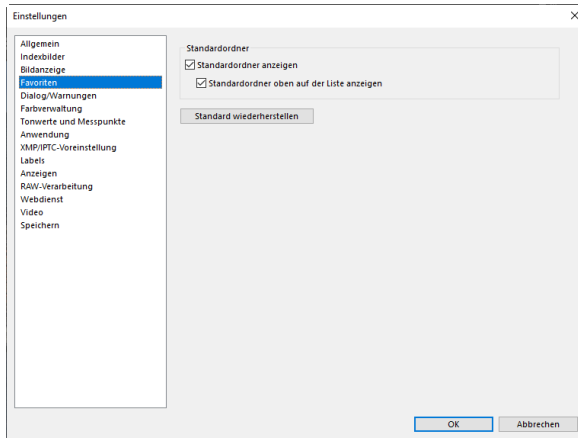 Einstellungen
Allgemein
Indexbilder
Bildanzeige
Favoriten
Dialog/Warnungen
Farbverwaltung
Tonwerte und Messpunkte
Anwendung
XMP/IPTC-Voreinstellung
Labels
Anzeigen
RAW-Verarbeitung
Webdienst
Video
Speichern
Standardordner
Standardordner anzeigen
Standardordner oben auf der Liste anzeigen
Standard wiederherstellen
OK
Abbrechen